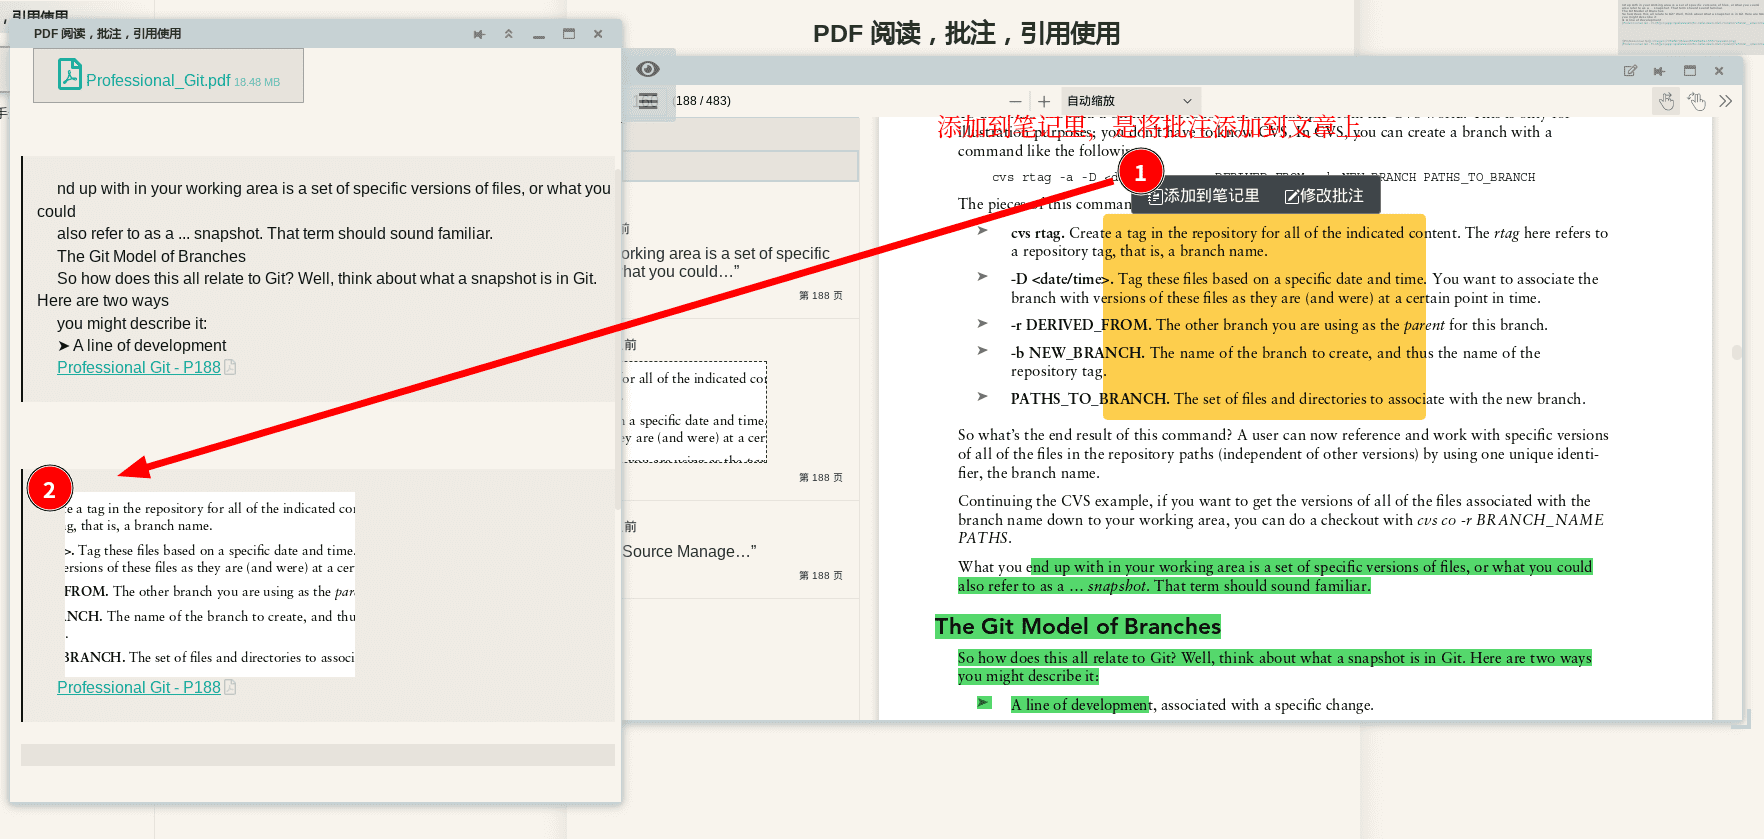 引用使用
PDF 阅读，批注，引用使用
PDF 阅读，批注，引用使用
Professional_Git.pdf 18.48 MB
nd up with in your working area is a set of specific versions of files, or what you
could
also refer to as a ... snapshot. That term should sound familiar.
The Git Model of Branches
So how does this all relate to Git? Well, think about what a snapshot is in Git.
Here are two ways
you might describe it:
➤ A line of development
Professional Git - P188
2
e a tag in the repository for all of the indicated cor
ag, that is, a branch name.
>. Tag these files based on a specific date and time.
ersions of these files as they are (and were) at a cer
FROM. The other branch you are using as the par
NCH. The name of the branch to create, and thu
.
BRANCH. The set of files and directories to associ
Professional Git - P188
手
(188 / 483)
自动缩放
前
orking area is a set of specific
hat you could…”
第 188 页
前
or all of the indicated cor
a specific date and time.
ey are (and were) at a cer
you are using as the
第 188 页
前
Source Manage…”
第 188 页
添加到笔记里，是将批注添加到文章上
illustration purposes; you don't have to know CVS. In CVS, you can create a branch with a
command like the followin
1
cvs rtag -a -D <d DERIVED_FROM NEW_BRANCH PATHS_TO_BRANCH
添加到笔记里 修改批注
The pieces of this comman
➤ cvs rtag. Create a tag in the repository for all of the indicated content. The rtag here refers to
a repository tag, that is, a branch name.
➤ -D <date/time>. Tag these files based on a specific date and time. You want to associate the
branch with versions of these files as they are (and were) at a certain point in time.
➤ -r DERIVED_FROM. The other branch you are using as the parent for this branch.
➤ -b NEW_BRANCH. The name of the branch to create, and thus the name of the
repository tag.
➤ PATHS_TO_BRANCH. The set of files and directories to associate with the new branch.
So what’s the end result of this command? A user can now reference and work with specific versions
of all of the files in the repository paths (independent of other versions) by using one unique identi-
fier, the branch name.
Continuing the CVS example, if you want to get the versions of all of the files associated with the
branch name down to your working area, you can do a checkout with cvs co -r BRANCH_NAME
PATHS.
What you end up with in your working area is a set of specific versions of files, or what you could
also refer to as a … snapshot. That term should sound familiar.
The Git Model of Branches
So how does this all relate to Git? Well, think about what a snapshot is in Git. Here are two ways
you might describe it:
➤ A line of development, associated with a specific change.